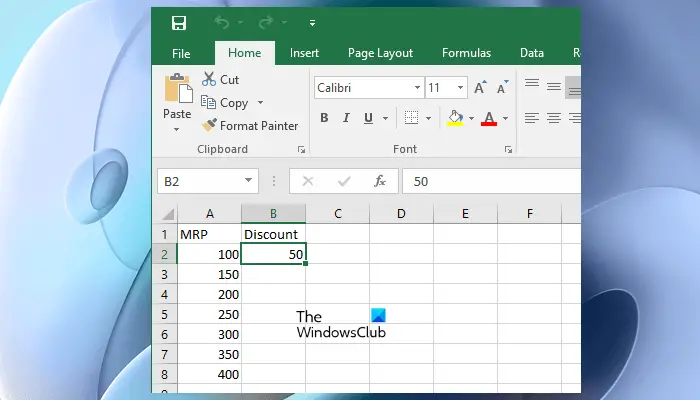 File Home Insert Page Layout Formulas Data R
Cut
Copy
Paste Format Painter
Clipboard
Calibri 11 A A
B I U A
Font
B2 fx 50
A B C D E F
1 MRP Discount
2 100 50
3 150
4 200
5 250
6 300
7 350
8 400
The
WindowsClub